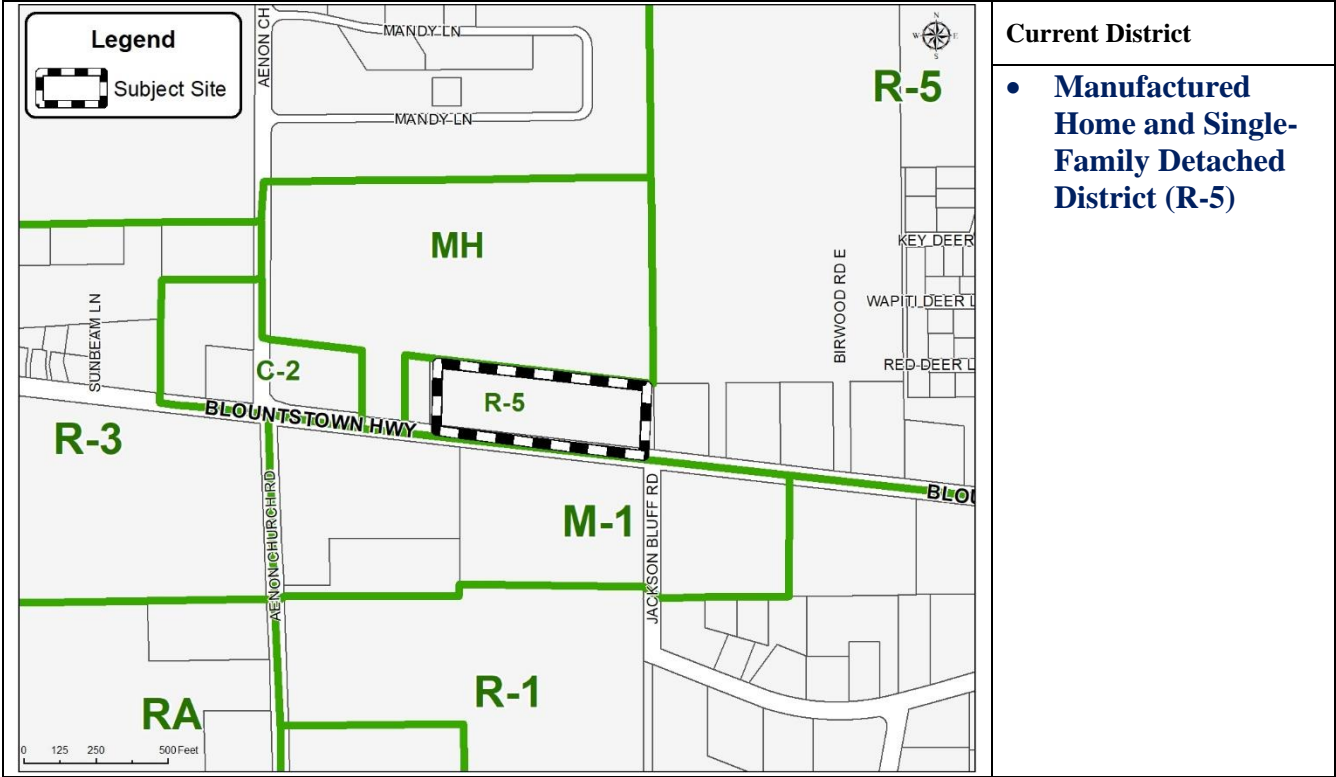 Legend
Subject Site
AENON CH
MANDY LN
MANDY LN
N
W
E
S
R-5
MH
KEY DEER
WAPITI DEER L
RED DEER L
BIRWOOD RD E
SUNBEAM LN
C-2
R-5
BLOUNTSTOWN HWY
R-3
BLOU
M-1
AENON CHURCH RD
JACKSON BLUFF RD
R-1
RA
0 125 250 500 Feet
Current District
• Manufactured
Home and Single-
Family Detached
District (R-5)